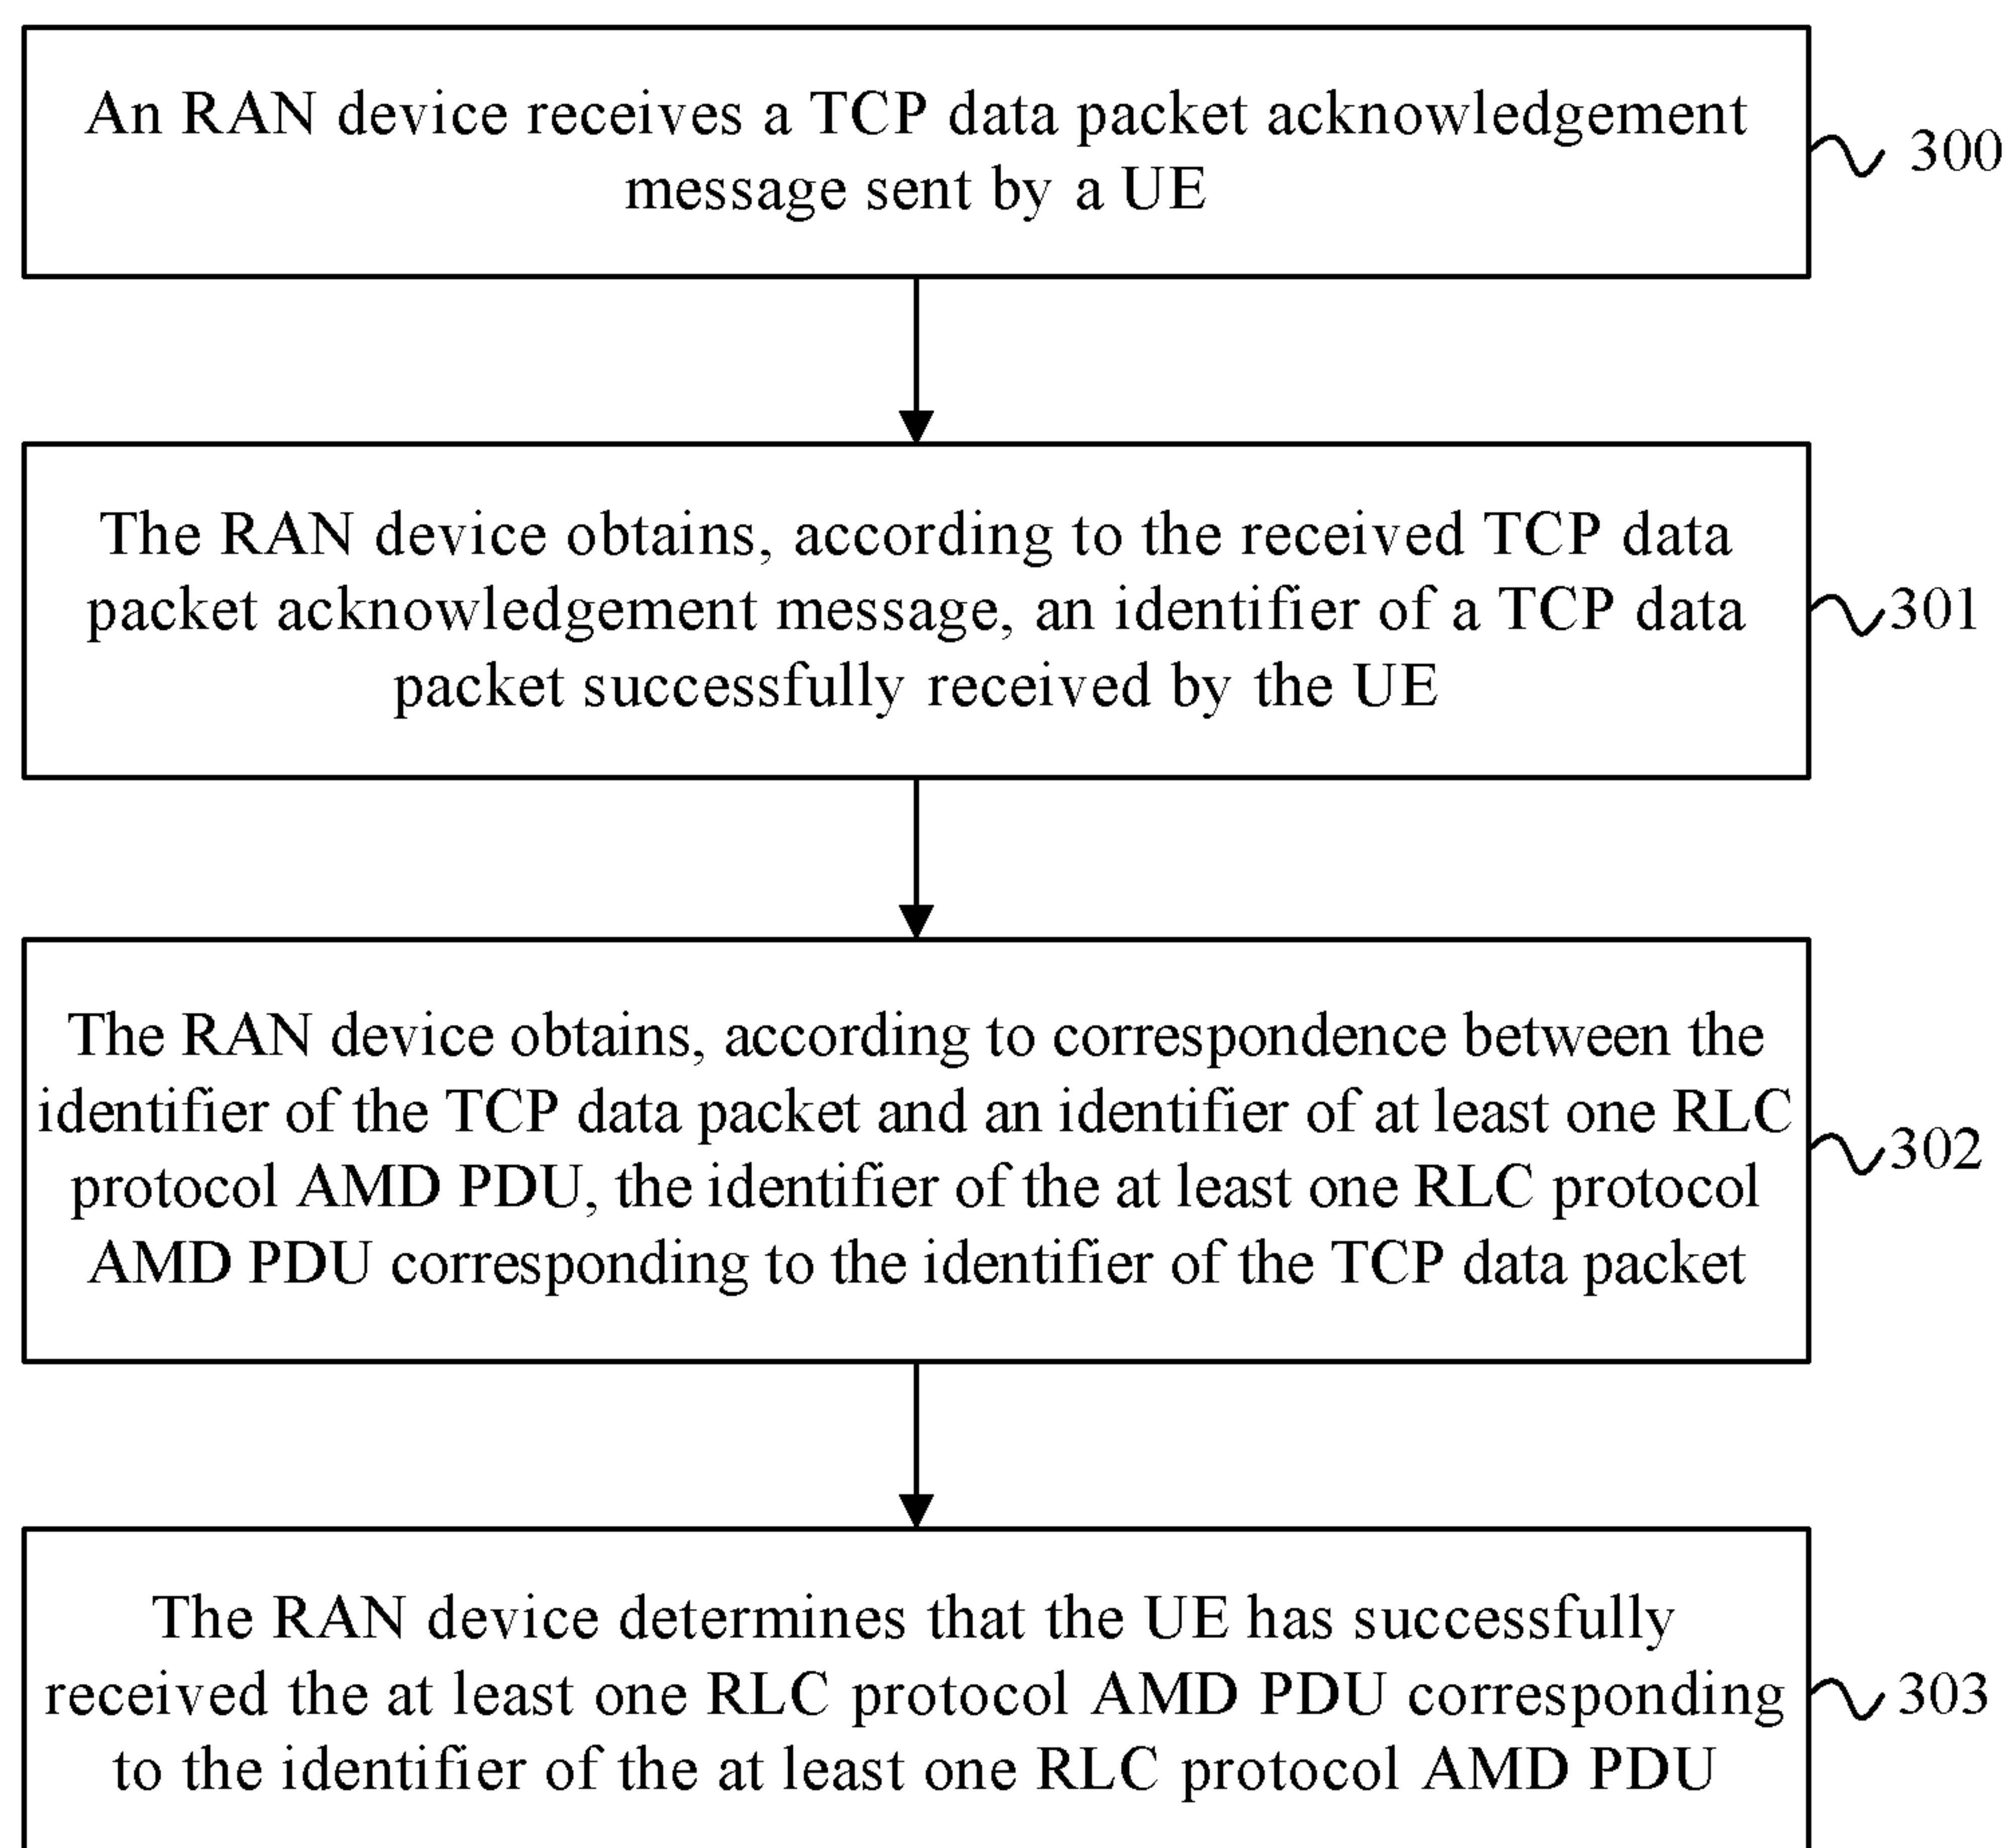 An RAN device receives a TCP data packet acknowledgement
message sent by a UE
300
The RAN device obtains, according to the received TCP data
packet acknowledgement message, an identifier of a TCP data
packet successfully received by the UE
301
The RAN device obtains, according to correspondence between the
identifier of the TCP data packet and an identifier of at least one RLC
protocol AMD PDU, the identifier of the at least one RLC protocol
AMD PDU corresponding to the identifier of the TCP data packet
302
The RAN device determines that the UE has successfully
received the at least one RLC protocol AMD PDU corresponding
to the identifier of the at least one RLC protocol AMD PDU
303